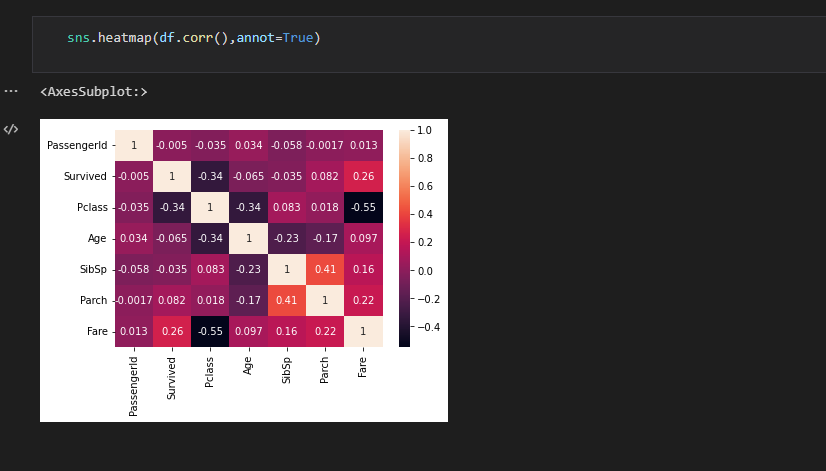 sns.heatmap(df.corr(),annot=True)
<AxesSubplot:>
PassengerId 1 -0.005 -0.035 0.034 -0.058 -0.0017 0.013
Survived -0.005 1 -0.34 -0.065 -0.035 0.082 0.26
Pclass -0.035 -0.34 1 -0.34 0.083 0.018 -0.55
Age 0.034 -0.065 -0.34 1 -0.23 -0.17 0.097
SibSp -0.058 -0.035 0.083 -0.23 1 0.41 0.16
Parch -0.0017 0.082 0.018 -0.17 0.41 1 0.22
Fare 0.013 0.26 -0.55 0.097 0.16 0.22 1
PassengerId
Survived
Pclass
Age
SibSp
Parch
Fare
1.0
0.8
0.6
0.4
0.2
0.0
−0.2
−0.4